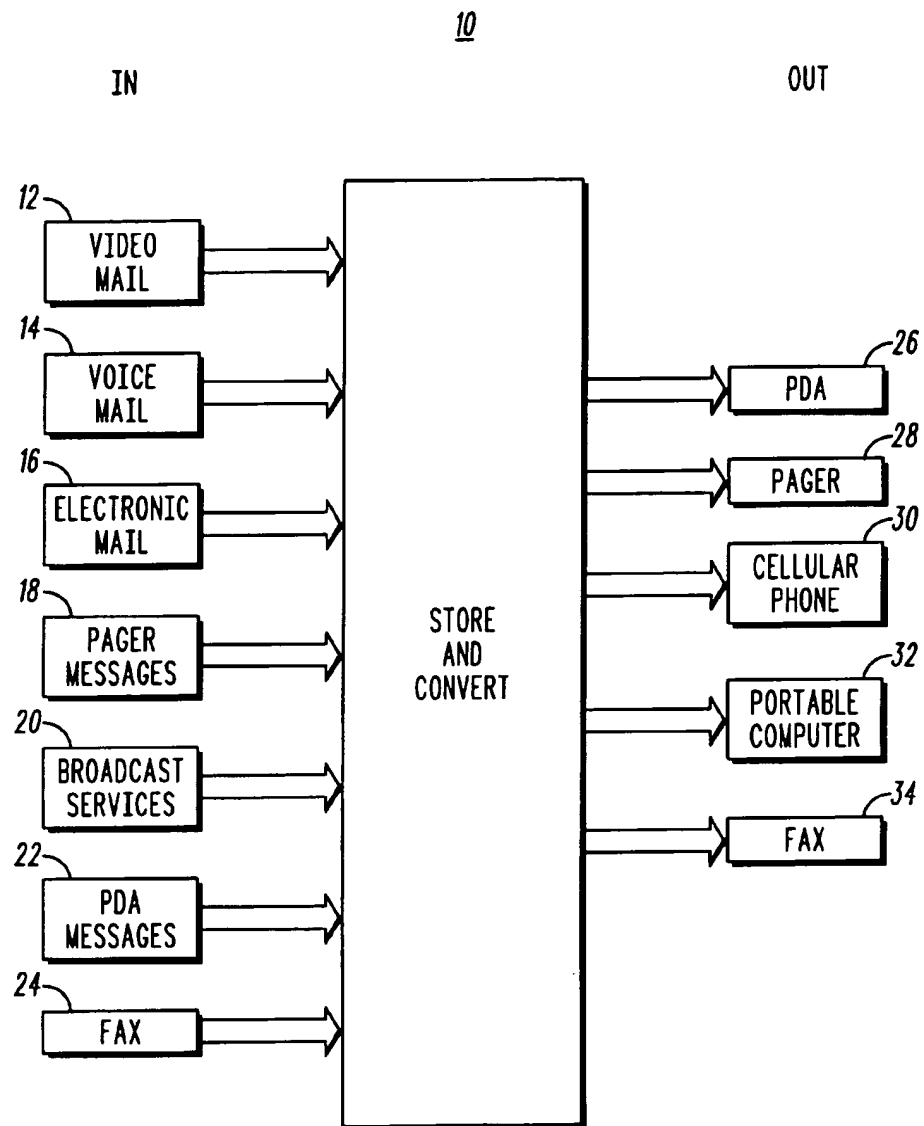 10
IN
OUT
12
VIDEO
MAIL
14
VOICE
MAIL
16
ELECTRONIC
MAIL
18
PAGER
MESSAGES
20
BROADCAST
SERVICES
22
PDA
MESSAGES
24
FAX
STORE
AND
CONVERT
26
PDA
28
PAGER
30
CELLULAR
PHONE
32
PORTABLE
COMPUTER
34
FAX